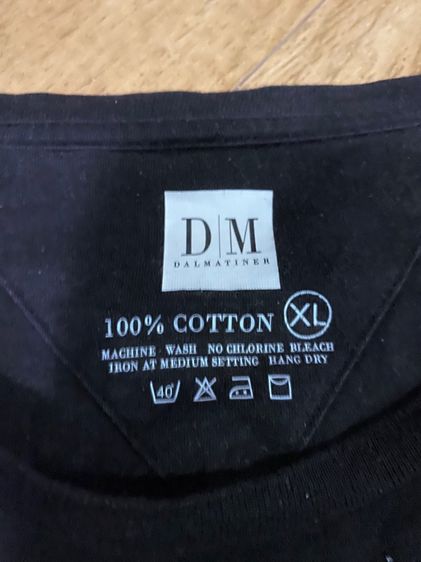 D|M
DALMATINER
100% COTTON XL
MACHINE WASH NO CHLORINE BLEACH
IRON AT MEDIUM SETTING HANG DRY
40°